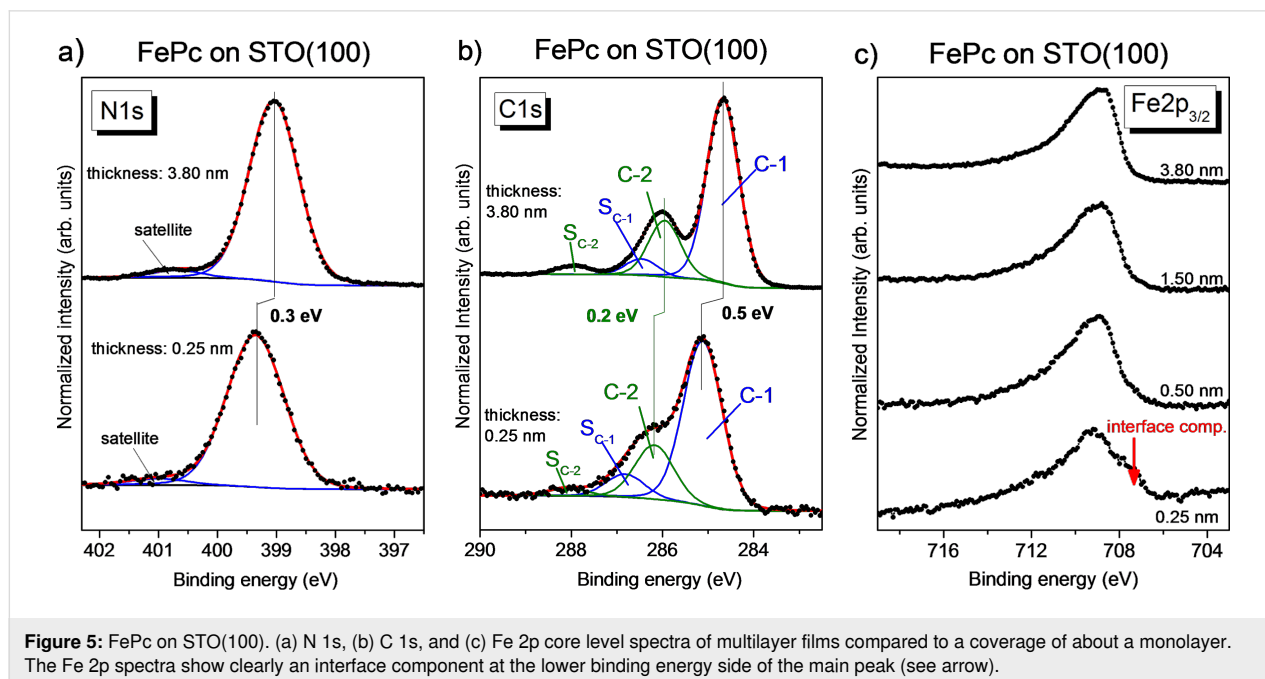 a)
FePc on STO(100)
N1s
thickness: 3.80 nm
satellite
0.3 eV
thickness: 0.25 nm
satellite
Normalized intensity (arb. units)
402 401 400 399 398 397
Binding energy (eV)
b)
FePc on STO(100)
C1s
thickness:
3.80 nm
C-2
C-1
S_C-1
S_C-2
0.2 eV
0.5 eV
thickness:
0.25 nm
C-2
C-1
S_C-1
S_C-2
Normalized Intensity (arb. units)
290 288 286 284
Binding energy (eV)
c)
FePc on STO(100)
Fe2p3/2
3.80 nm
1.50 nm
0.50 nm
interface comp.
0.25 nm
Normalized Intensity (arb. units)
716 712 708 704
Binding energy (eV)
Figure 5: FePc on STO(100). (a) N 1s, (b) C 1s, and (c) Fe 2p core level spectra of multilayer films compared to a coverage of about a monolayer.
The Fe 2p spectra show clearly an interface component at the lower binding energy side of the main peak (see arrow).